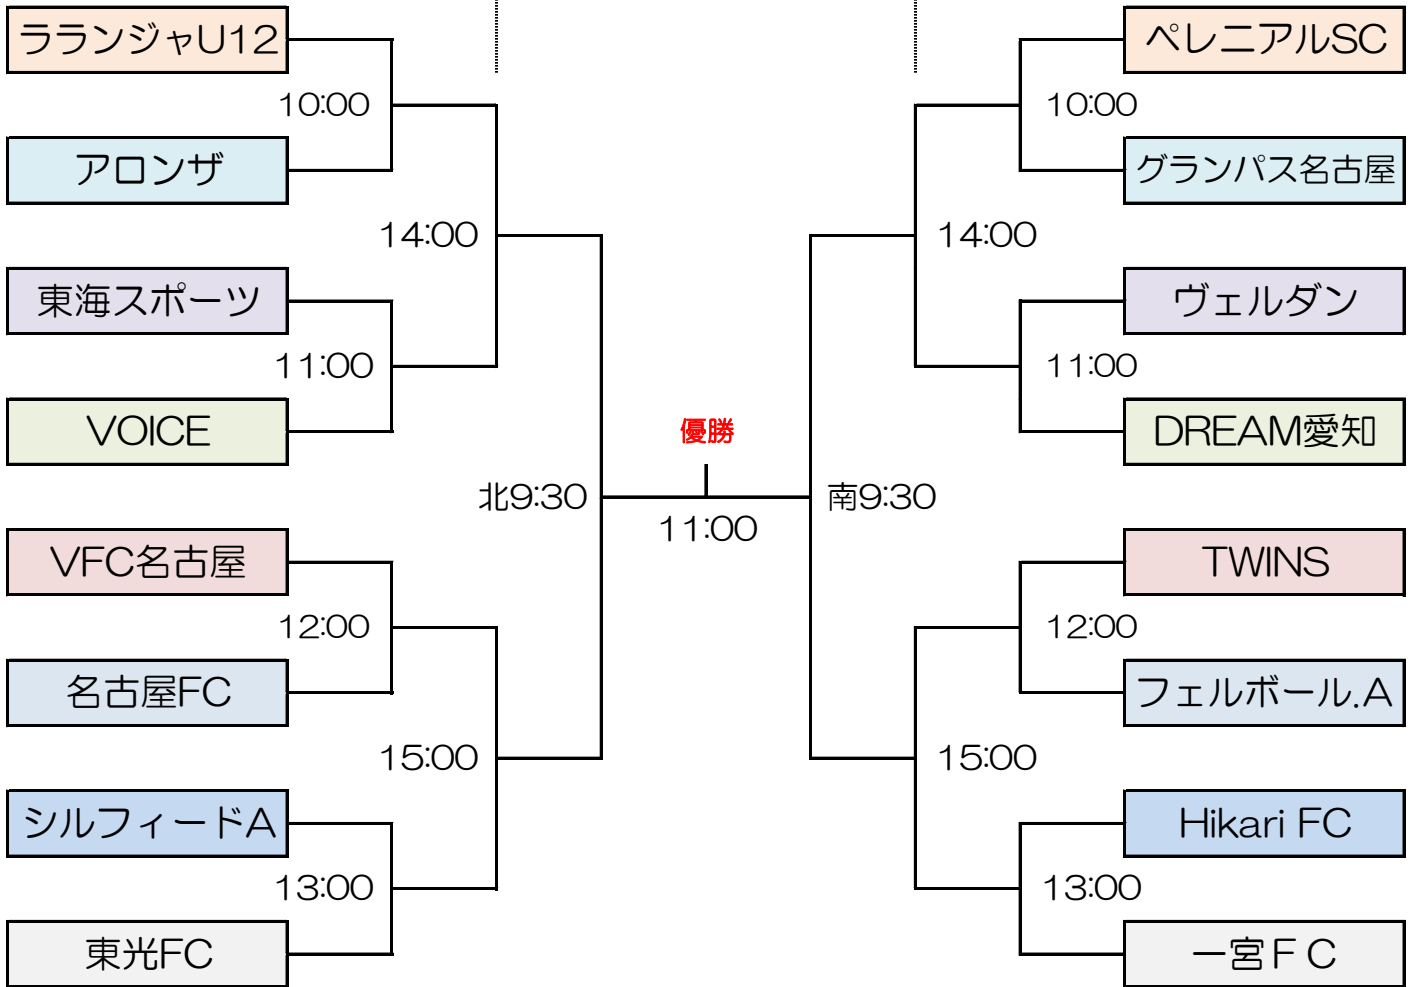 ラランジャU12
10:00
アロンザ
14:00
東海スポーツ
11:00
VOICE
北9:30
VFC名古屋
12:00
名古屋FC
15:00
シルフィードA
13:00
東光FC
優勝
11:00
ペレニアルSC
10:00
グランパス名古屋
14:00
ヴェルダン
11:00
DREAM愛知
南9:30
TWINS
12:00
フェルボール.A
15:00
Hikari FC
13:00
一宮ＦＣ